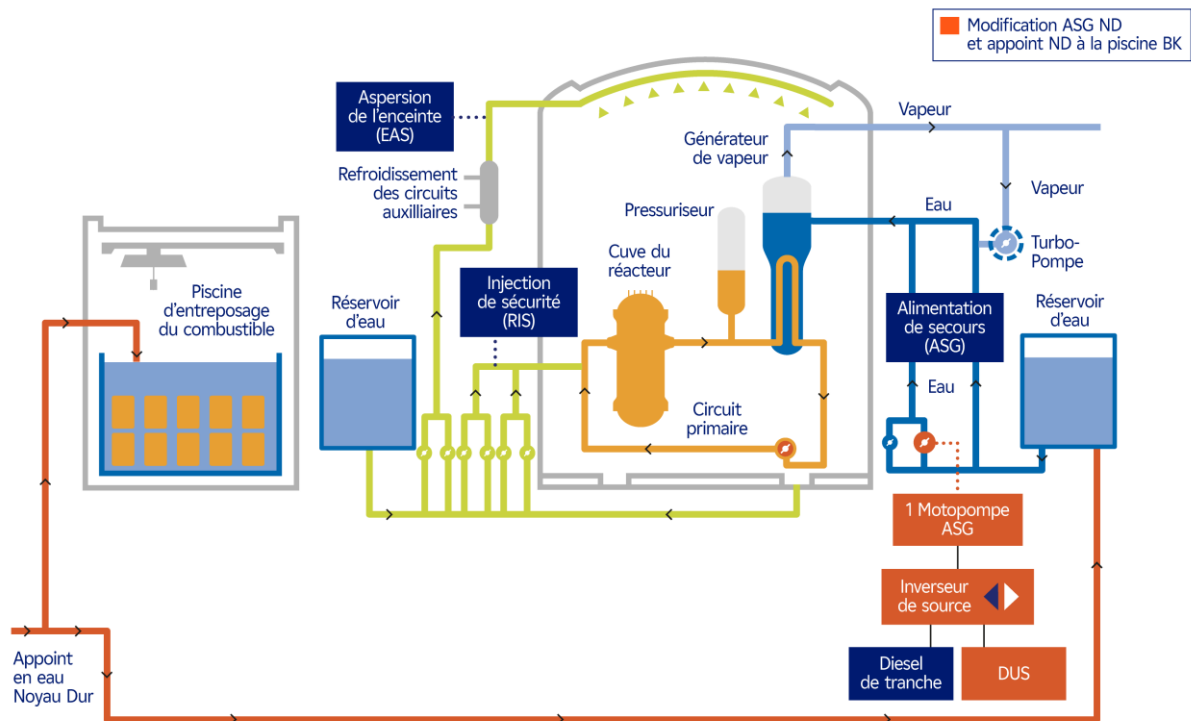 Modification ASG ND
et appoint ND à la piscine BK
Aspersion
de l'enceinte
(EAS)
Refroidissement
des circuits
auxilliaires
Générateur
de vapeur
Vapeur
Vapeur
Turbo-
Pompe
Eau
Pressuriseur
Cuve du
réacteur
Piscine
d'entreposage
du combustible
Réservoir
d'eau
Injection
de sécurité
(RIS)
Alimentation
de secours
(ASG)
Réservoir
d'eau
Eau
Circuit
primaire
1 Motopompe
ASG
Inverseur
de source
Diesel
de tranche
DUS
Appoint
en eau
Noyau Dur